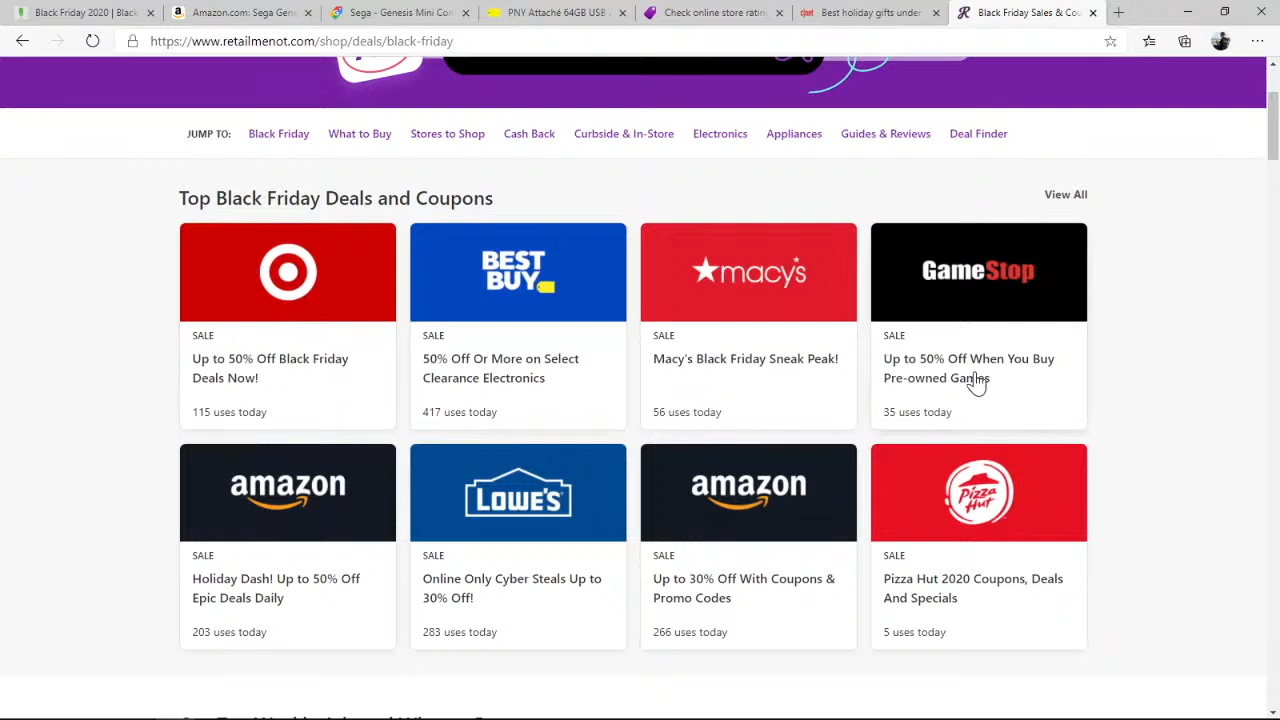 Black Friday 2020 | Black
Amazon.com: Sega Gene
Sega - Genesis Mini Con
PNY Attaché 64GB USB
Check online store rating
Best holiday gifts under
Black Friday Sales & Cou
https://www.retailmenot.com/shop/deals/black-friday
JUMP TO: Black Friday What to Buy Stores to Shop Cash Back Curbside & In-Store Electronics Appliances Guides & Reviews Deal Finder
Top Black Friday Deals and Coupons
View All
SALE
Up to 50% Off Black Friday
Deals Now!
115 uses today
BEST
BUY
SALE
50% Off Or More on Select
Clearance Electronics
417 uses today
macy's
SALE
Macy's Black Friday Sneak Peak!
56 uses today
GameStop
SALE
Up to 50% Off When You Buy
Pre-owned Games
35 uses today
amazon
SALE
Holiday Dash! Up to 50% Off
Epic Deals Daily
203 uses today
LOWE'S
SALE
Online Only Cyber Steals Up to
30% Off!
283 uses today
amazon
SALE
Up to 30% Off With Coupons &
Promo Codes
266 uses today
Pizza
Hut
SALE
Pizza Hut 2020 Coupons, Deals
And Specials
5 uses today